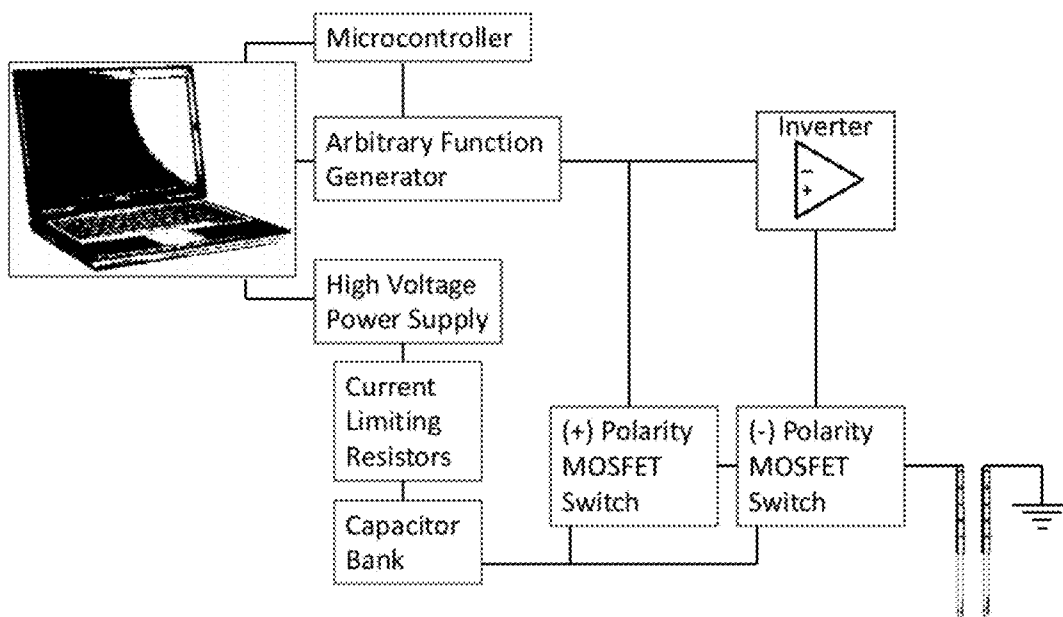 Microcontroller
Arbitrary Function
Generator
Inverter
−
+
High Voltage
Power Supply
Current
Limiting
Resistors
(+) Polarity
MOSFET
Switch
(-) Polarity
MOSFET
Switch
Capacitor
Bank